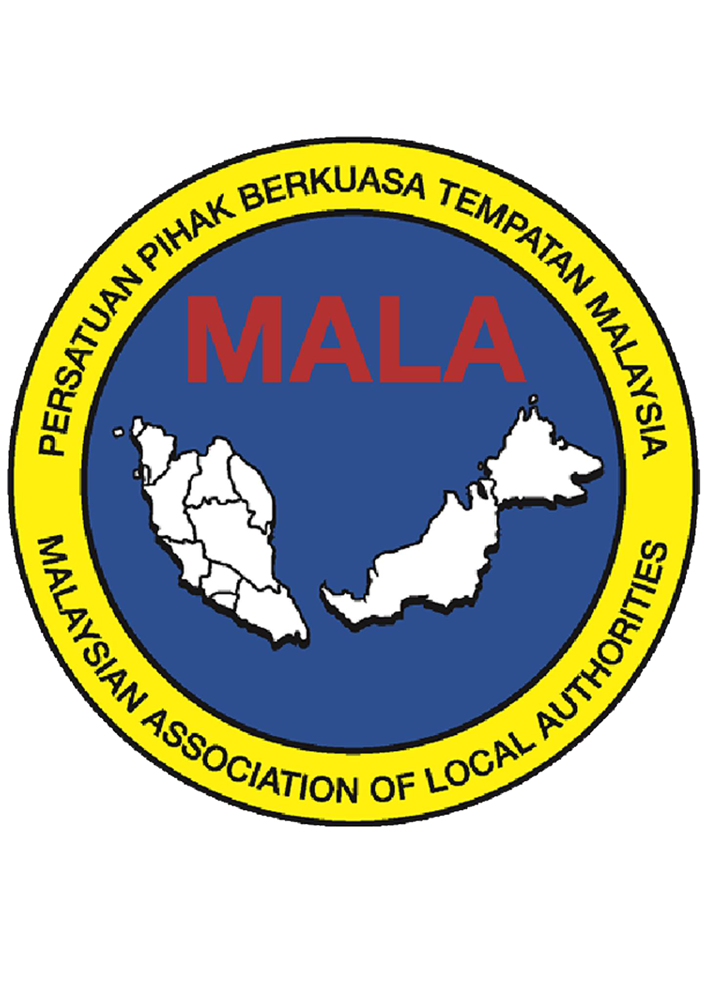 PERSATUAN PIHAK BERKUASA TEMPATAN MALAYSIA
MALA
MALAYSIAN ASSOCIATION OF LOCAL AUTHORITIES